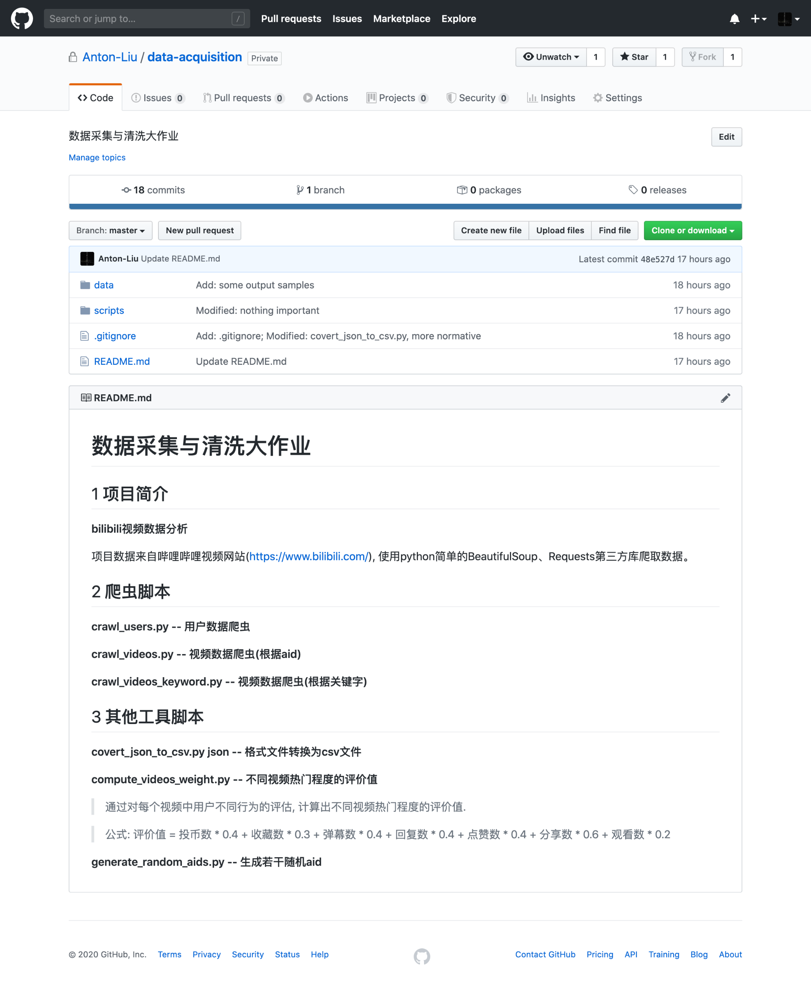 Search or jump to... /
Pull requests Issues Marketplace Explore
Anton-Liu / data-acquisition Private
Unwatch 1 Star 1 Fork 1
Code Issues 0 Pull requests 0 Actions Projects 0 Security 0 Insights Settings
数据采集与清洗大作业
Edit
Manage topics
18 commits 1 branch 0 packages 0 releases
Branch: master New pull request Create new file Upload files Find file Clone or download
Anton-Liu Update README.md Latest commit 48e527d 17 hours ago
data Add: some output samples 18 hours ago
scripts Modified: nothing important 17 hours ago
.gitignore Add: .gitignore; Modified: covert_json_to_csv.py, more normative 18 hours ago
README.md Update README.md 17 hours ago
README.md
数据采集与清洗大作业
1 项目简介
bilibili视频数据分析
项目数据来自哔哩哔哩视频网站(https://www.bilibili.com/), 使用python简单的BeautifulSoup、Requests第三方库爬取数据。
2 爬虫脚本
crawl_users.py -- 用户数据爬虫
crawl_videos.py -- 视频数据爬虫(根据aid)
crawl_videos_keyword.py -- 视频数据爬虫(根据关键字)
3 其他工具脚本
covert_json_to_csv.py json -- 格式文件转换为csv文件
compute_videos_weight.py -- 不同视频热门程度的评价值
通过对每个视频中用户不同行为的评估, 计算出不同视频热门程度的评价值.
公式: 评价值 = 投币数 * 0.4 + 收藏数 * 0.3 + 弹幕数 * 0.4 + 回复数 * 0.4 + 点赞数 * 0.4 + 分享数 * 0.6 + 观看数 * 0.2
generate_random_aids.py -- 生成若干随机aid
© 2020 GitHub, Inc. Terms Privacy Security Status Help Contact GitHub Pricing API Training Blog About